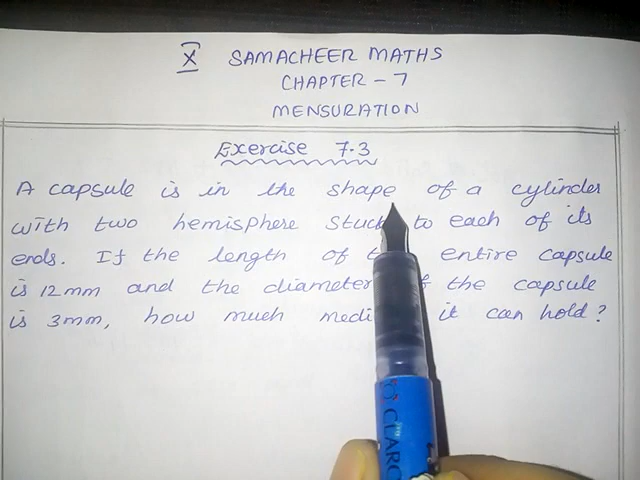 X SAMACHEER MATHS
CHAPTER - 7
MENSURATION
Exercise 7.3
A capsule is in the shape of a cylinder
with two hemisphere stuck to each of its
ends. If the length of entire capsule
is 12mm and the diameter the capsule
is 3mm, how much it can hold?
CLARO